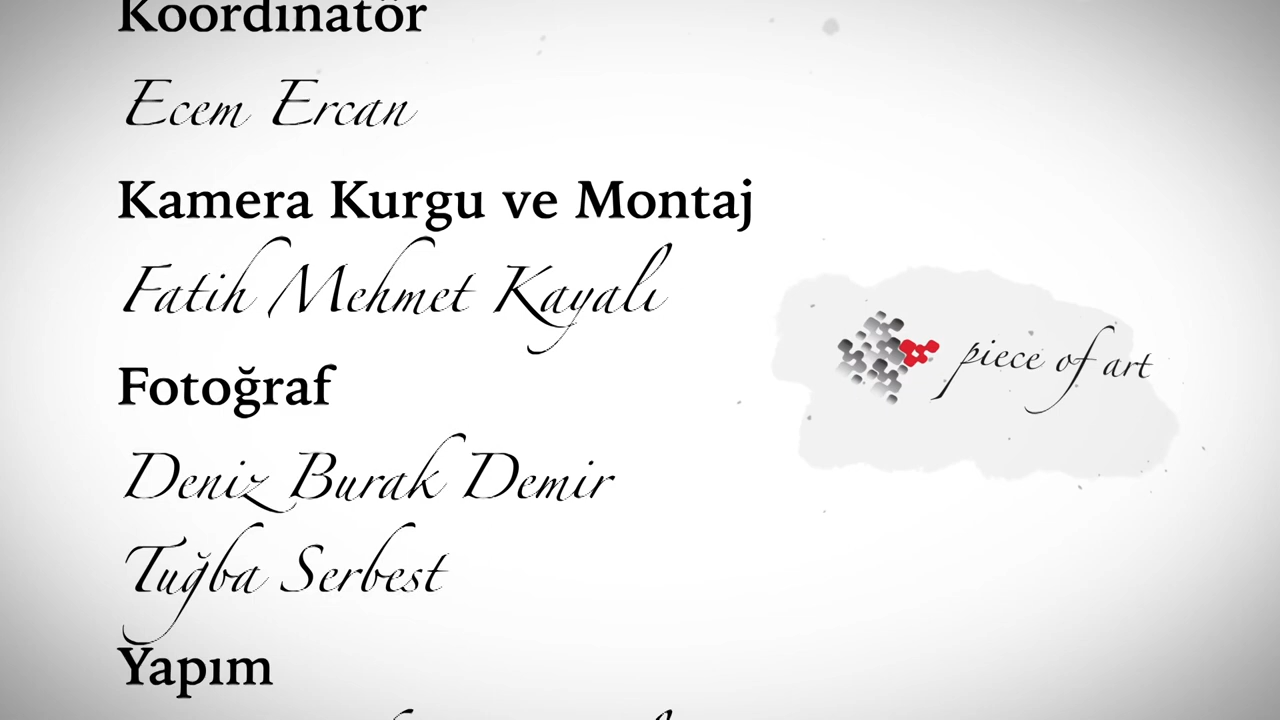 Koordinatör
Ecem Ercan
Kamera Kurgu ve Montaj
Fatih Mehmet Kayalı
Fotoğraf
Deniz Burak Demir
Tuğba Serbest
Yapım
piece of art